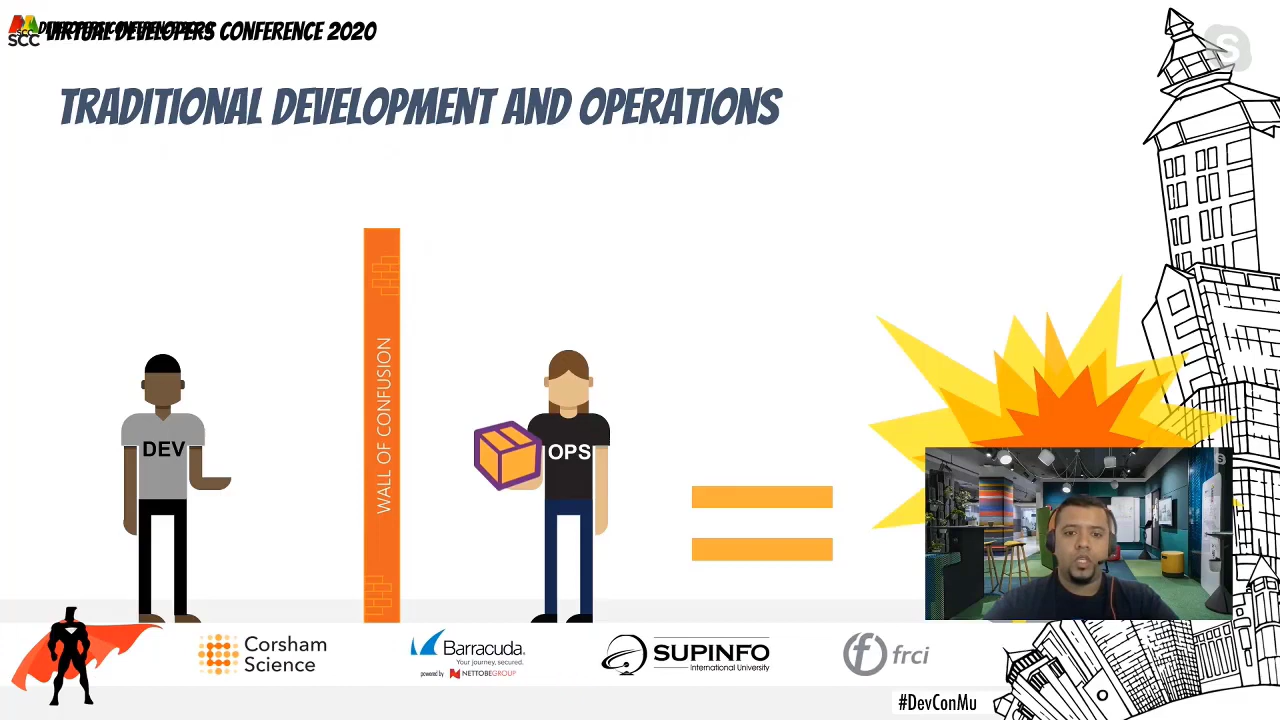 SCC
VIRTUAL DEVELOPERS CONFERENCE 2020
S
TRADITIONAL DEVELOPMENT AND OPERATIONS
WALL OF CONFUSION
DEV
OPS
S
Corsham
Science
Barracuda.
Your journey, secured.
powered by NETTOBEGROUP
SUPINFO
International University
f frci
#DevConMu